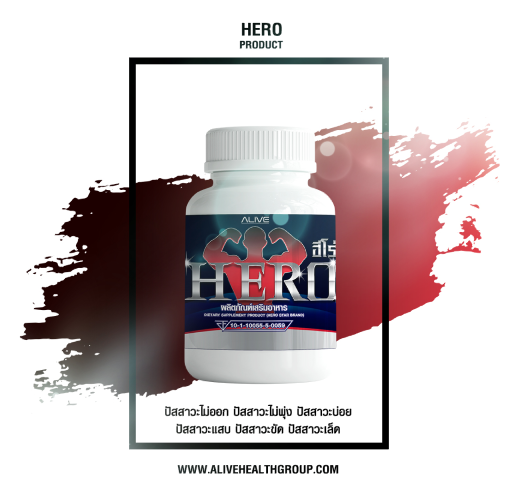 HERO
PRODUCT
ALIVE
ฮีโร่
HERO
ผลิตภัณฑ์เสริมอาหาร
DIETARY SUPPLEMENT PRODUCT (HERO STAR BRAND)
10-1-10055-5-0059
ปัสสาวะไม่ออก ปัสสาวะไม่พุ่ง ปัสสาวะบ่อย
ปัสสาวะแสบ ปัสสาวะขัด ปัสสาวะเล็ด
WWW.ALIVEHEALTHGROUP.COM